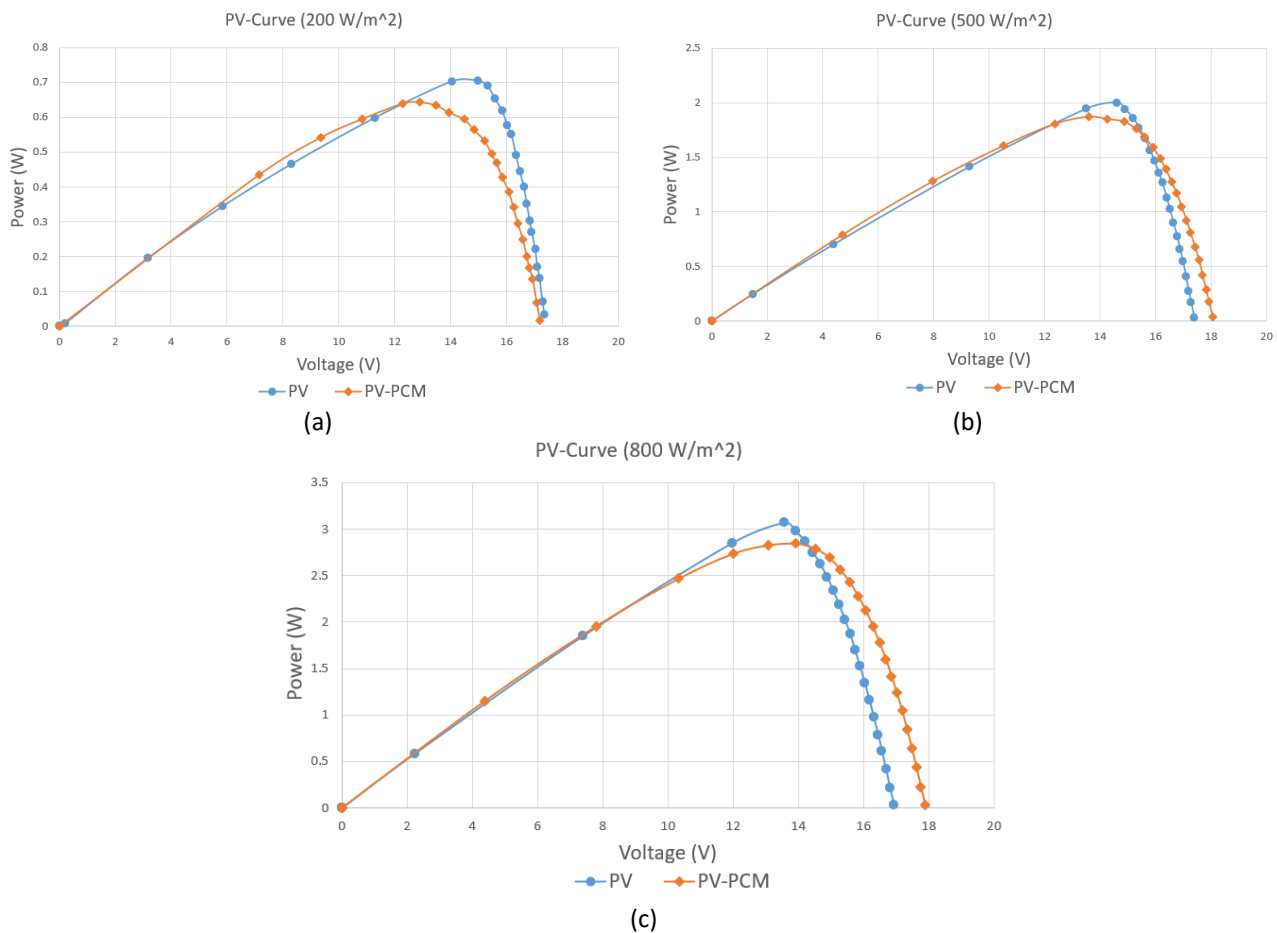 PV-Curve (200 W/m^2)
0.8
0.7
0.6
0.5
0.4
0.3
0.2
0.1
0
Power (W)
0 2 4 6 8 10 12 14 16 18 20
Voltage (V)
PV PV-PCM
(a)
PV-Curve (500 W/m^2)
2.5
2
1.5
1
0.5
0
Power (W)
0 2 4 6 8 10 12 14 16 18 20
Voltage (V)
PV PV-PCM
(b)
PV-Curve (800 W/m^2)
3.5
3
2.5
2
1.5
1
0.5
0
Power (W)
0 2 4 6 8 10 12 14 16 18 20
Voltage (V)
PV PV-PCM
(c)